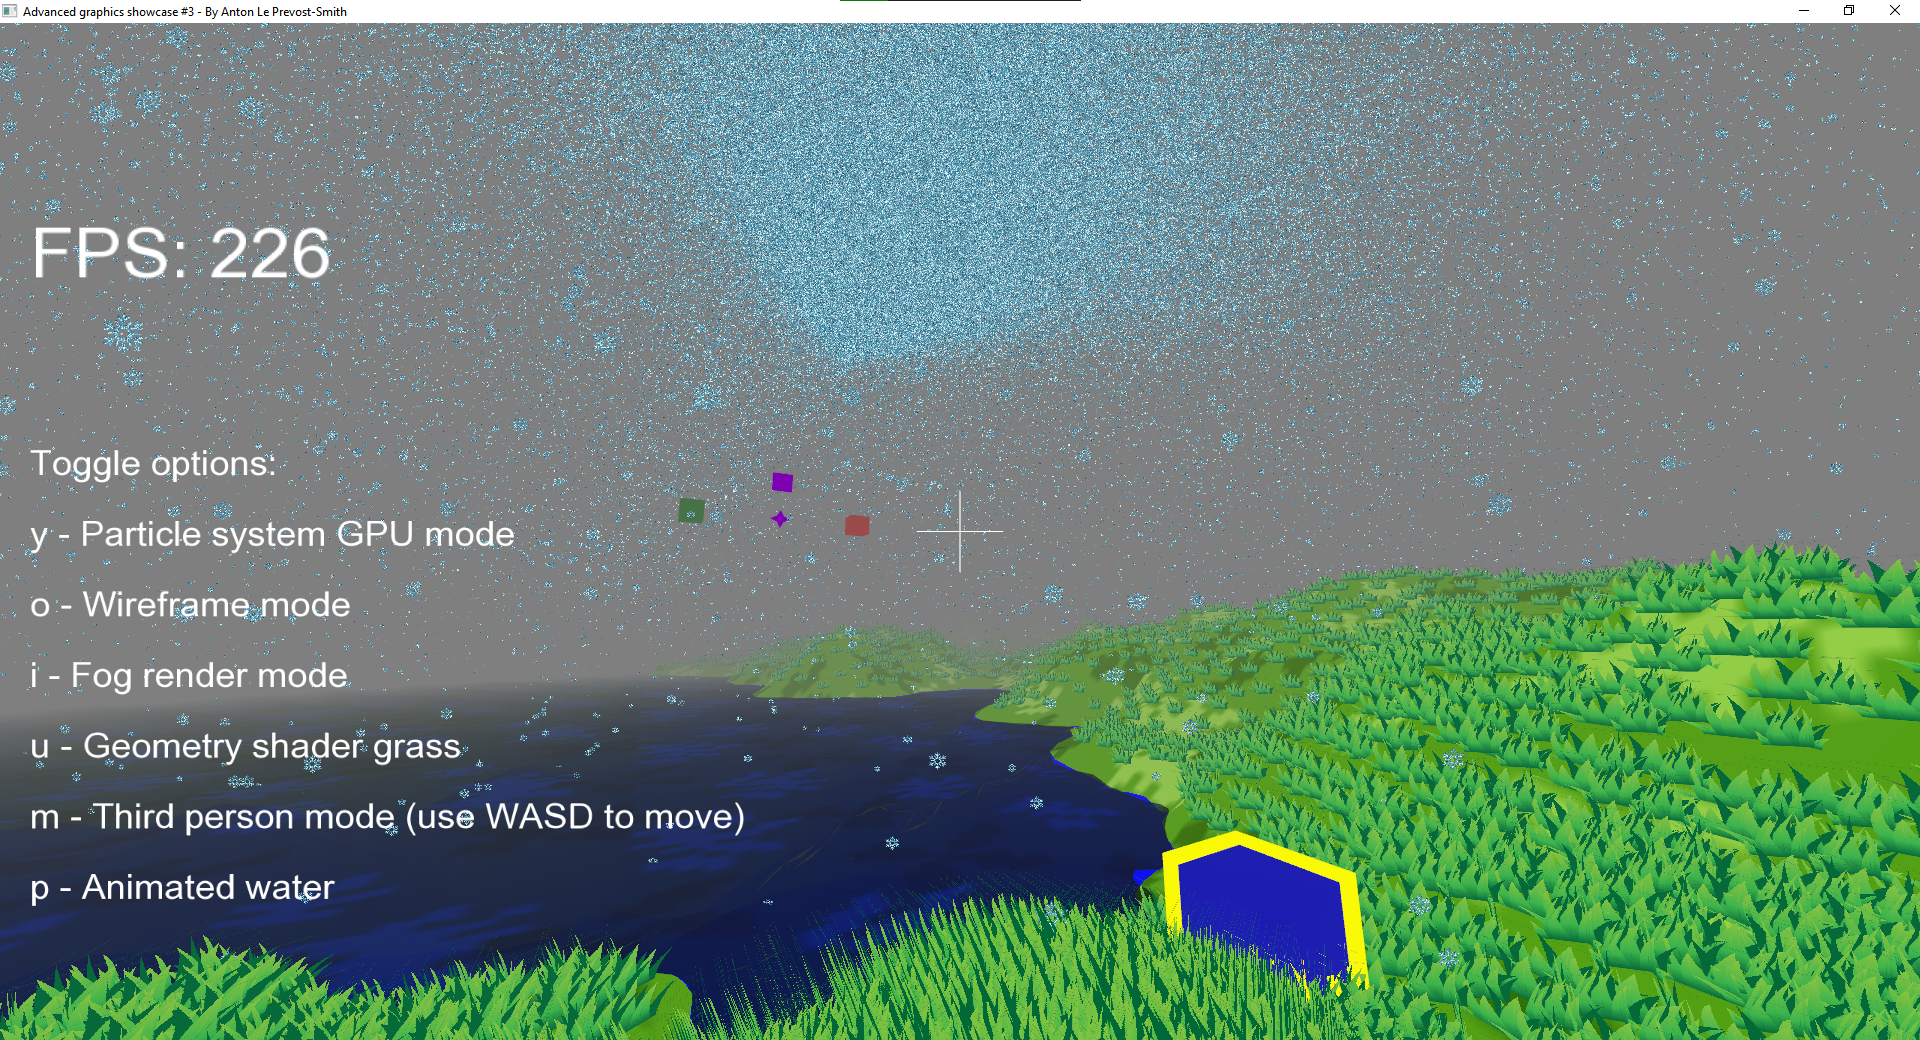 Advanced graphics showcase #3 - By Anton Le Prevost-Smith
FPS: 226
Toggle options:
y - Particle system GPU mode
o - Wireframe mode
i - Fog render mode
u - Geometry shader grass
m - Third person mode (use WASD to move)
p - Animated water